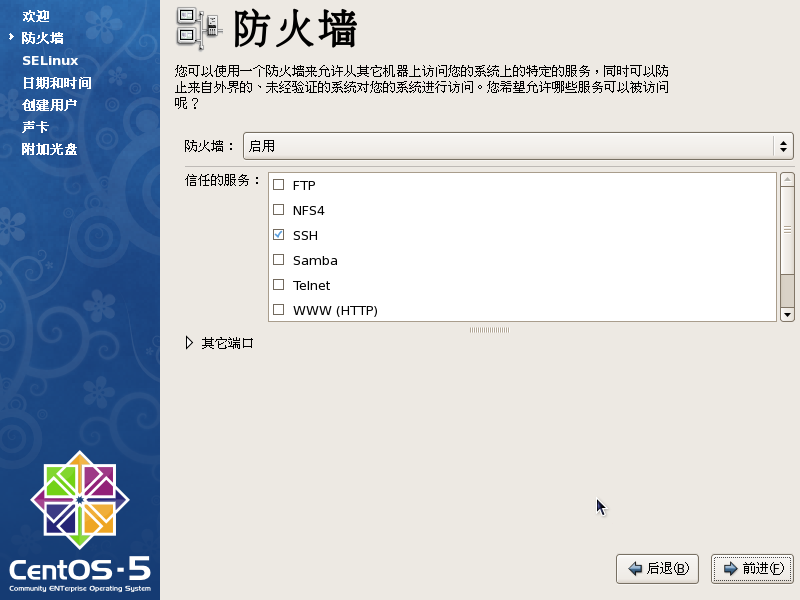 欢迎
防火墙
SELinux
日期和时间
创建用户
声卡
附加光盘
CentOS-5
Community ENTerprise Operating System
防火墙
您可以使用一个防火墙来允许从其它机器上访问您的系统上的特定的服务，同时可以防
止来自外界的、未经验证的系统对您的系统进行访问。您希望允许哪些服务可以被访问
呢？
防火墙： 启用
信任的服务：
FTP
NFS4
SSH
Samba
Telnet
WWW (HTTP)
其它端口
后退(B) 前进(F)